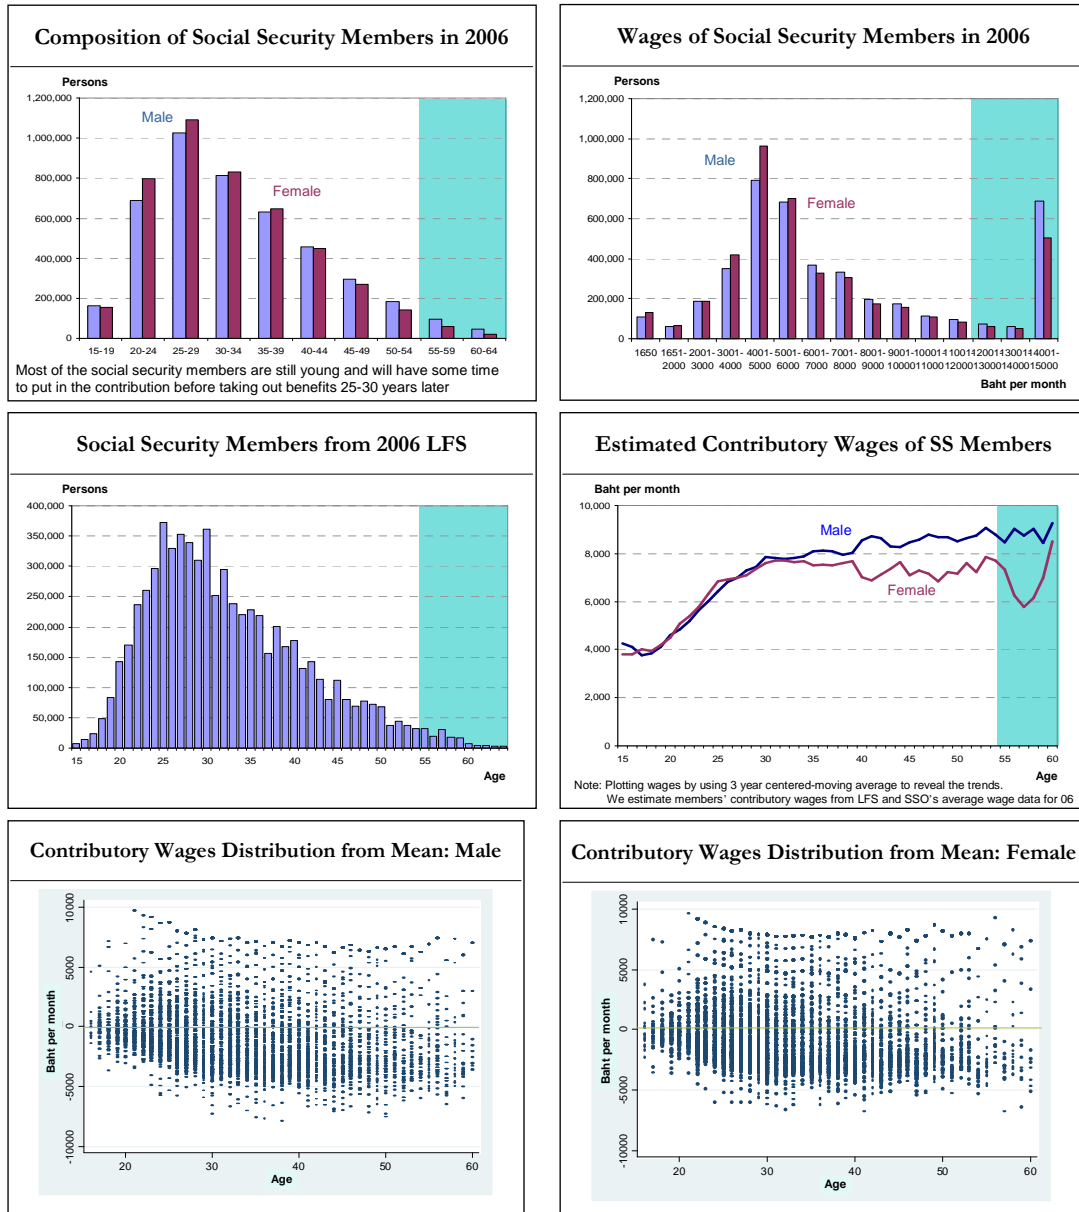 Composition of Social Security Members in 2006
Persons
1,200,000
1,000,000
800,000
600,000
400,000
200,000
0
Male
Female
15-19 20-24 25-29 30-34 35-39 40-44 45-49 50-54 55-59 60-64
Most of the social security members are still young and will have some time
to put in the contribution before taking out benefits 25-30 years later
Wages of Social Security Members in 2006
Persons
1,200,000
1,000,000
800,000
600,000
400,000
200,000
0
Male
Female
1650 1651- 2001- 3001- 4001- 5001- 6001- 7001- 8001- 9001- 10001- 11001- 12001- 13001- 14001-
2000 3000 4000 5000 6000 7000 8000 9000 10000 11000 12000 13000 14000 15000
Baht per month
Social Security Members from 2006 LFS
Persons
400,000
350,000
300,000
250,000
200,000
150,000
100,000
50,000
0
15 20 25 30 35 40 45 50 55 60
Age
Estimated Contributory Wages of SS Members
Baht per month
10,000
8,000
6,000
4,000
2,000
0
Male
Female
15 20 25 30 35 40 45 50 55 60
Age
Note: Plotting wages by using 3 year centered-moving average to reveal the trends.
We estimate members' contributory wages from LFS and SSO's average wage data for 06
Contributory Wages Distribution from Mean: Male
Baht per month
10000
5000
0
-5000
-10000
20 30 40 50 60
Age
Contributory Wages Distribution from Mean: Female
Baht per month
10000
5000
0
-5000
-10000
20 30 40 50 60
Age